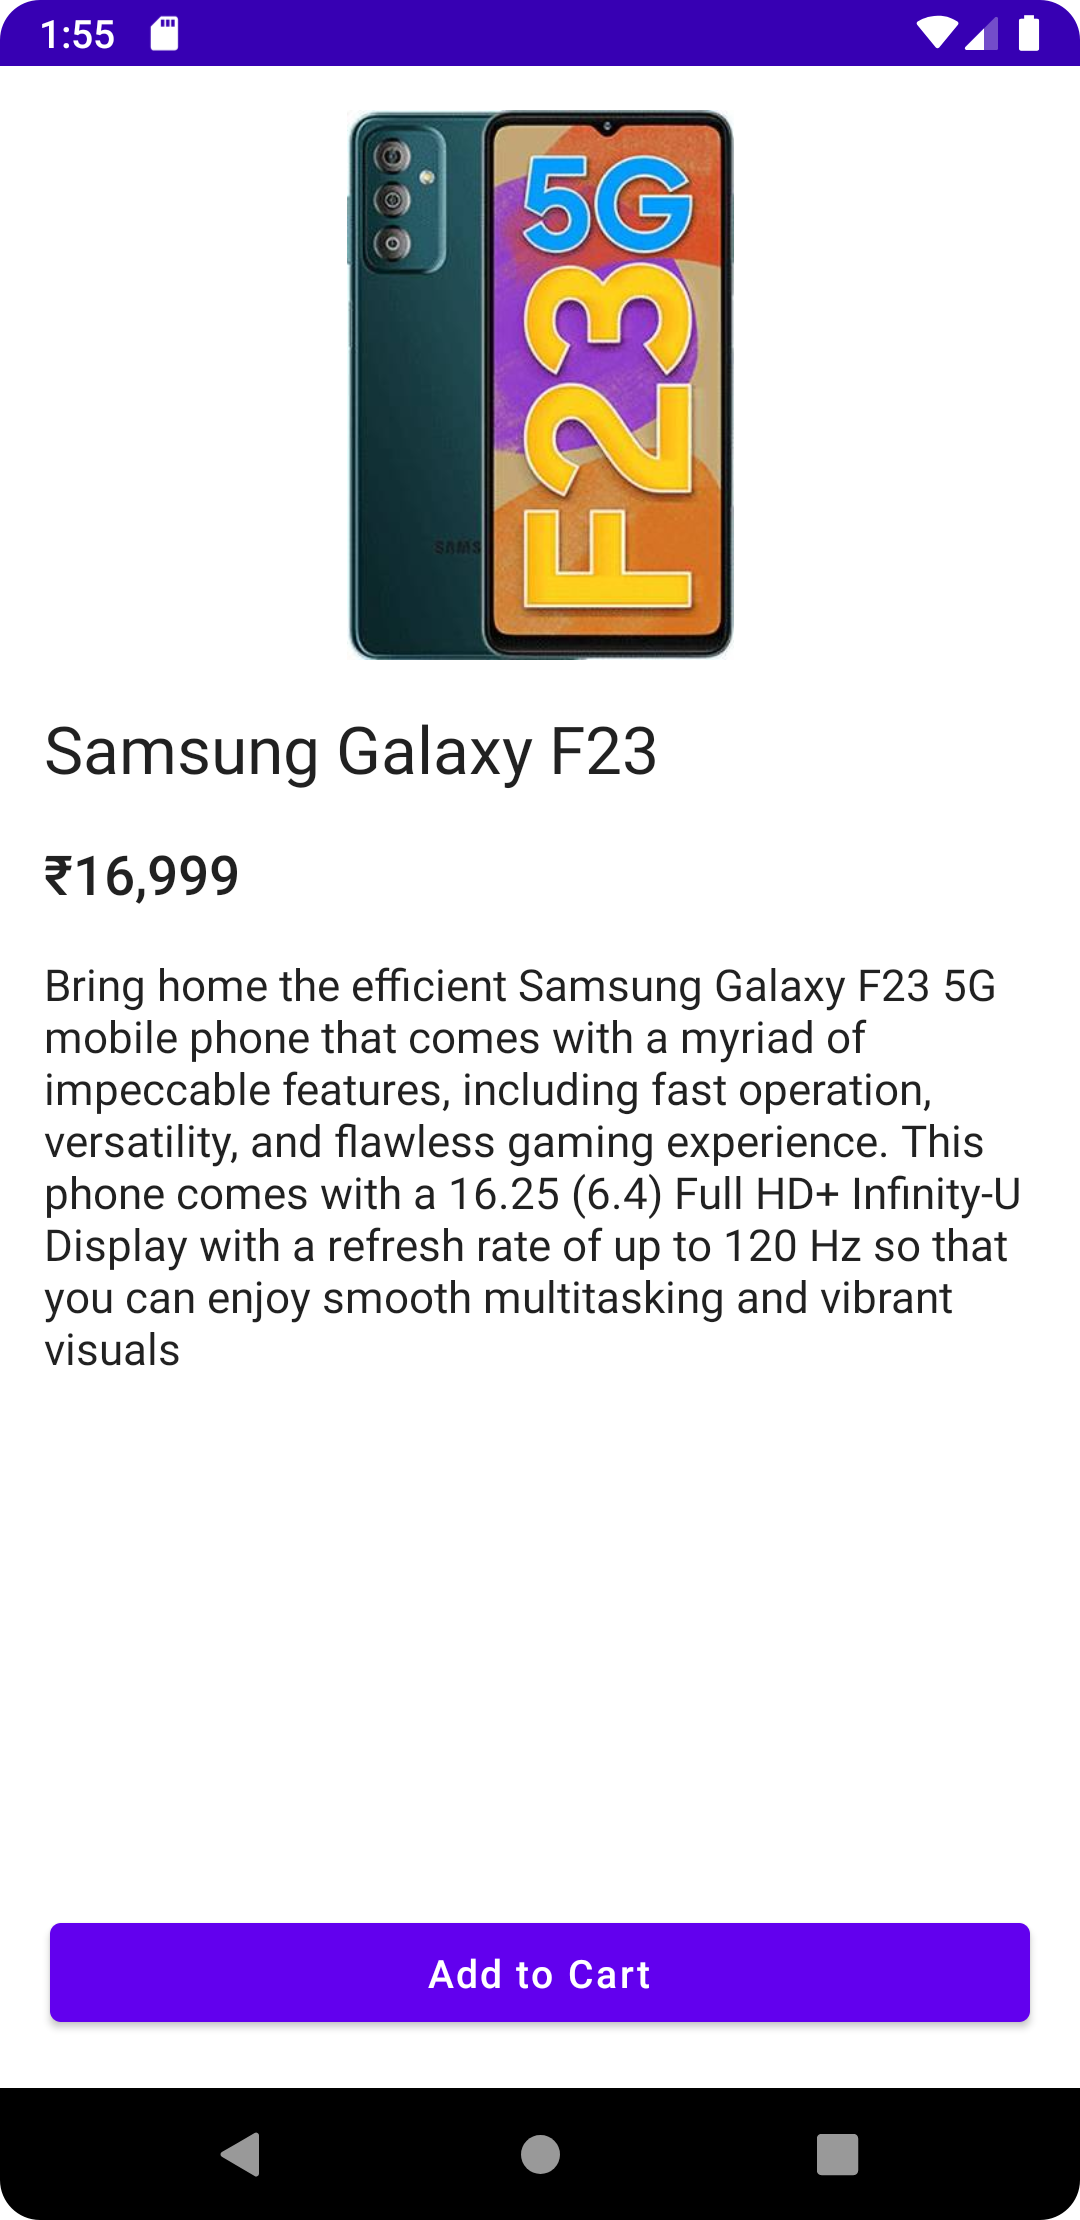 1:55
5G
F23
SAMS
Samsung Galaxy F23
₹16,999
Bring home the efficient Samsung Galaxy F23 5G
mobile phone that comes with a myriad of
impeccable features, including fast operation,
versatility, and flawless gaming experience. This
phone comes with a 16.25 (6.4) Full HD+ Infinity-U
Display with a refresh rate of up to 120 Hz so that
you can enjoy smooth multitasking and vibrant
visuals
Add to Cart